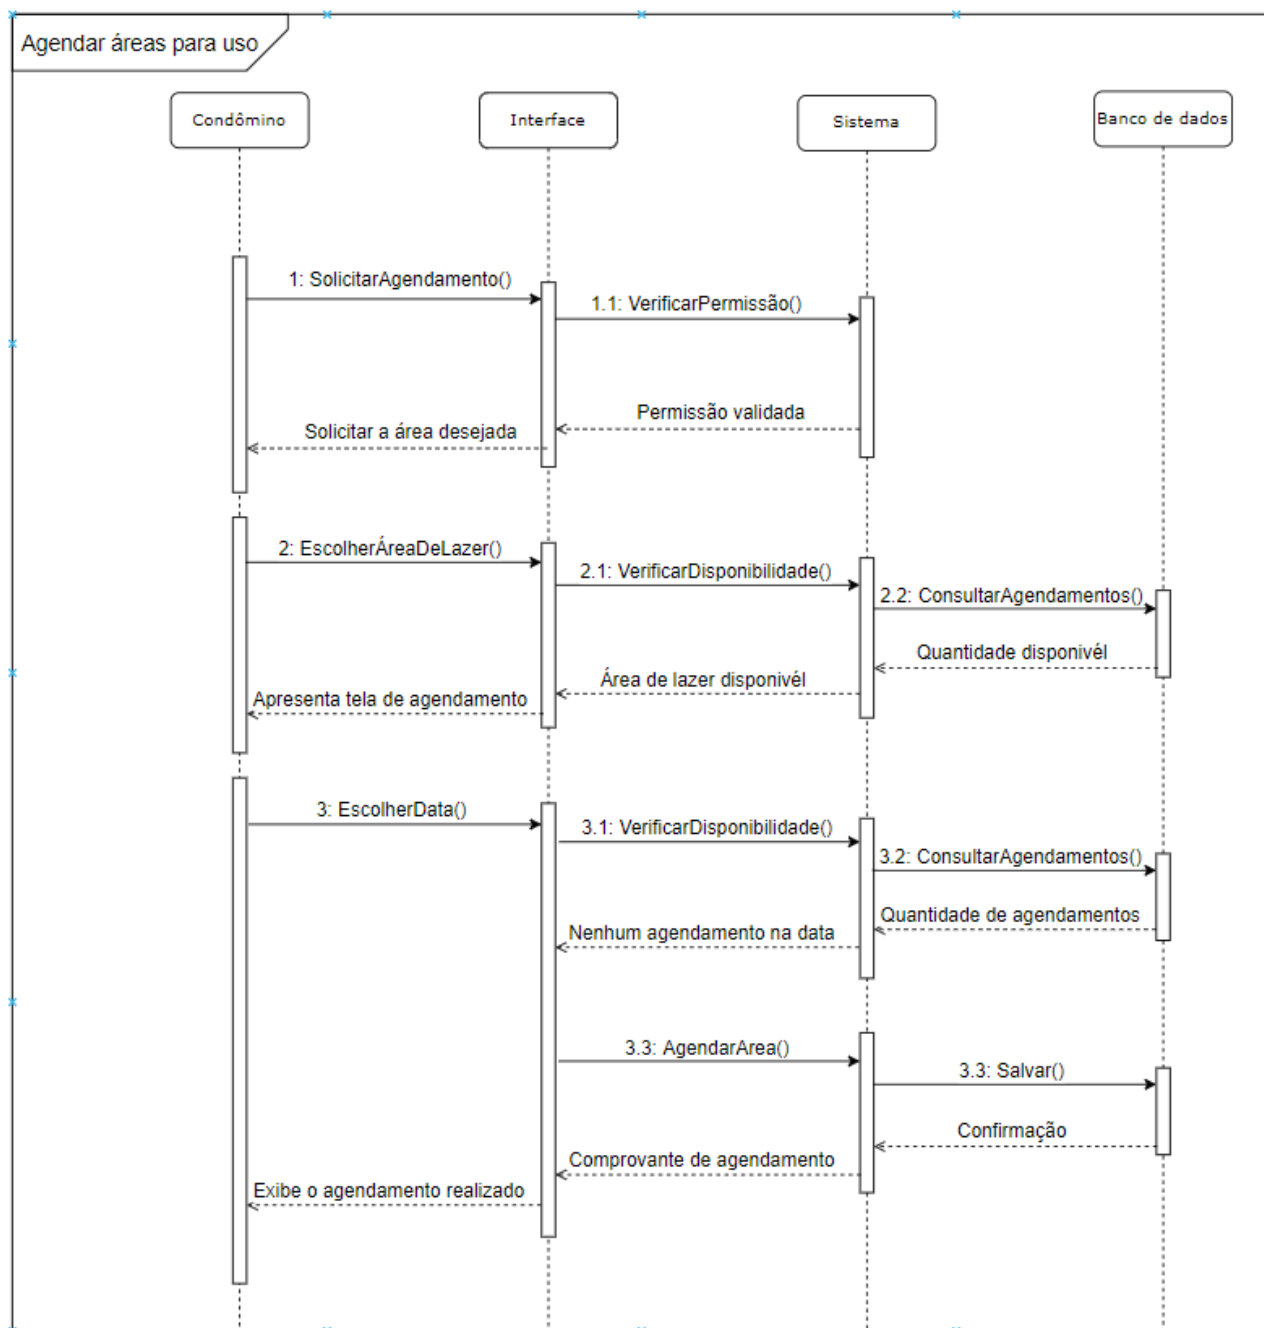 Agendar áreas para uso
Condômino
Interface
Sistema
Banco de dados
1: SolicitarAgendamento()
1.1: VerificarPermissão()
Permissão validada
Solicitar a área desejada
2: EscolherÁreaDeLazer()
2.1: VerificarDisponibilidade()
2.2: ConsultarAgendamentos()
Quantidade disponivél
Área de lazer disponivél
Apresenta tela de agendamento
3: EscolherData()
3.1: VerificarDisponibilidade()
3.2: ConsultarAgendamentos()
Quantidade de agendamentos
Nenhum agendamento na data
3.3: AgendarArea()
3.3: Salvar()
Confirmação
Comprovante de agendamento
Exibe o agendamento realizado